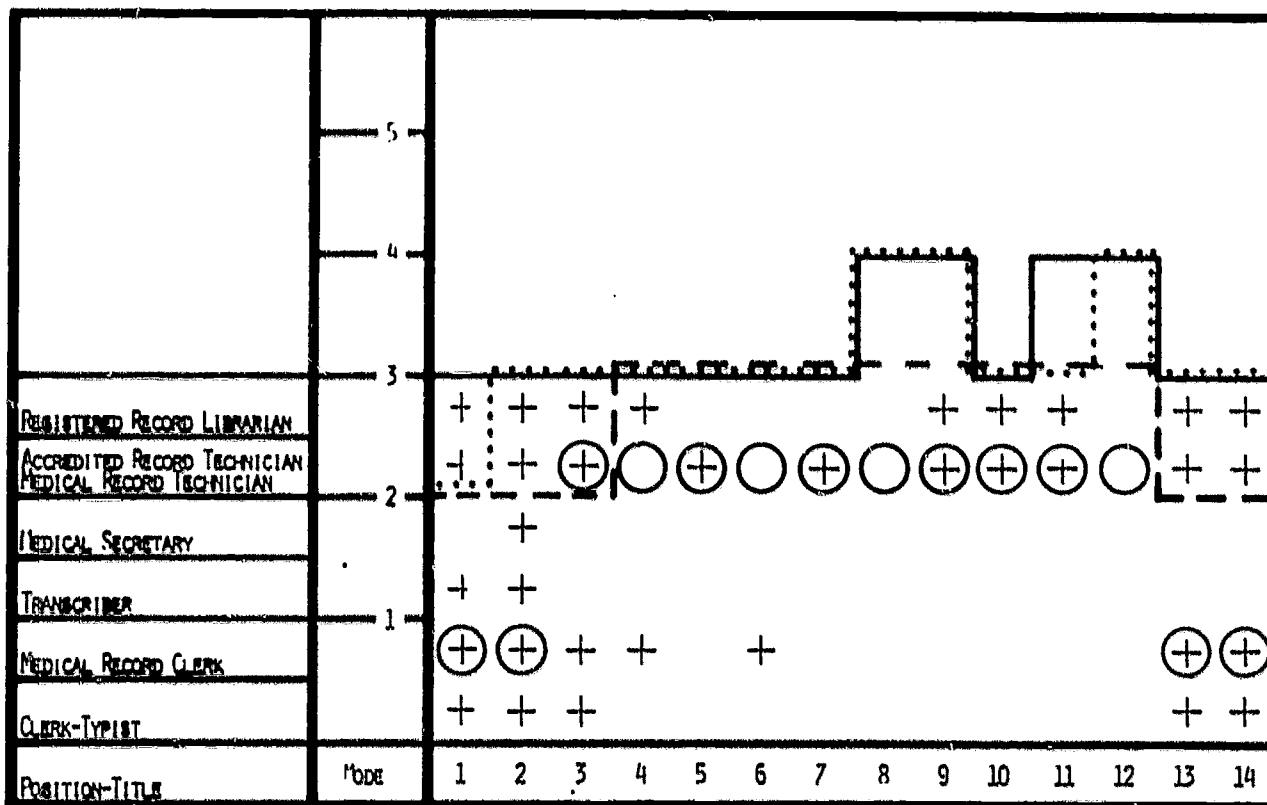 5
4
3
REGISTERED RECORD LIBRARIAN
ACCREDITED RECORD TECHNICIAN
MEDICAL RECORD TECHNICIAN
2
MEDICAL SECRETARY
TRANSCRIBER
1
MEDICAL RECORD CLERK
CLERK-TYPIST
POSITION-TITLE MODE 1 2 3 4 5 6 7 8 9 10 11 12 13 14